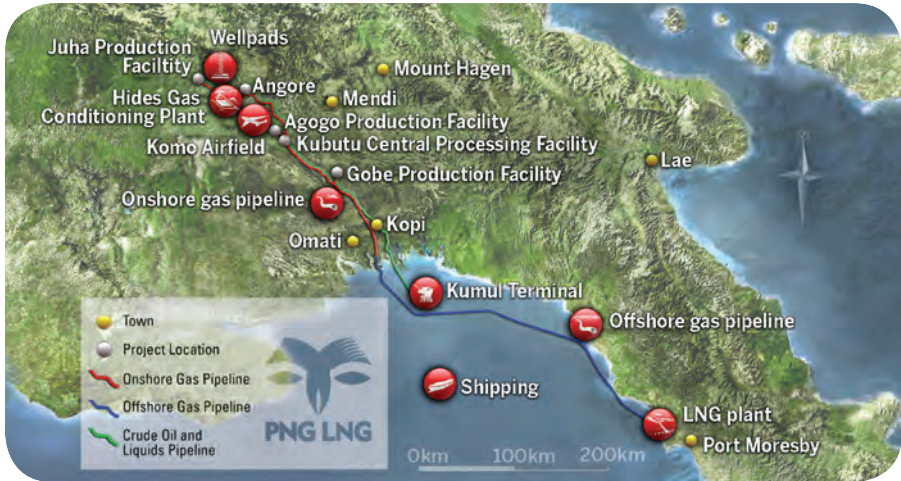 Wellpads
Juha Production
Faciltity
Mount Hagen
Angore
Hides Gas
Conditioning Plant
Mendi
Agogo Production Facility
Komo Airfield
Kubutu Central Processing Facility
Lae
Gobe Production Facility
Onshore gas pipeline
Kopi
Omati
Kumul Terminal
Offshore gas pipeline
Shipping
LNG plant
Port Moresby
Town
Project Location
Onshore Gas Pipeline
Offshore Gas Pipeline
Crude Oil and
Liquids Pipeline
PNG LNG
0km 100km 200km